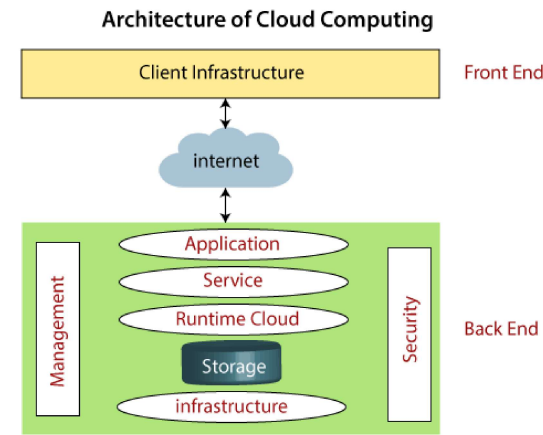 Architecture of Cloud Computing
Client Infrastructure
Front End
internet
Application
Service
Runtime Cloud
Storage
infrastructure
Management
Security
Back End